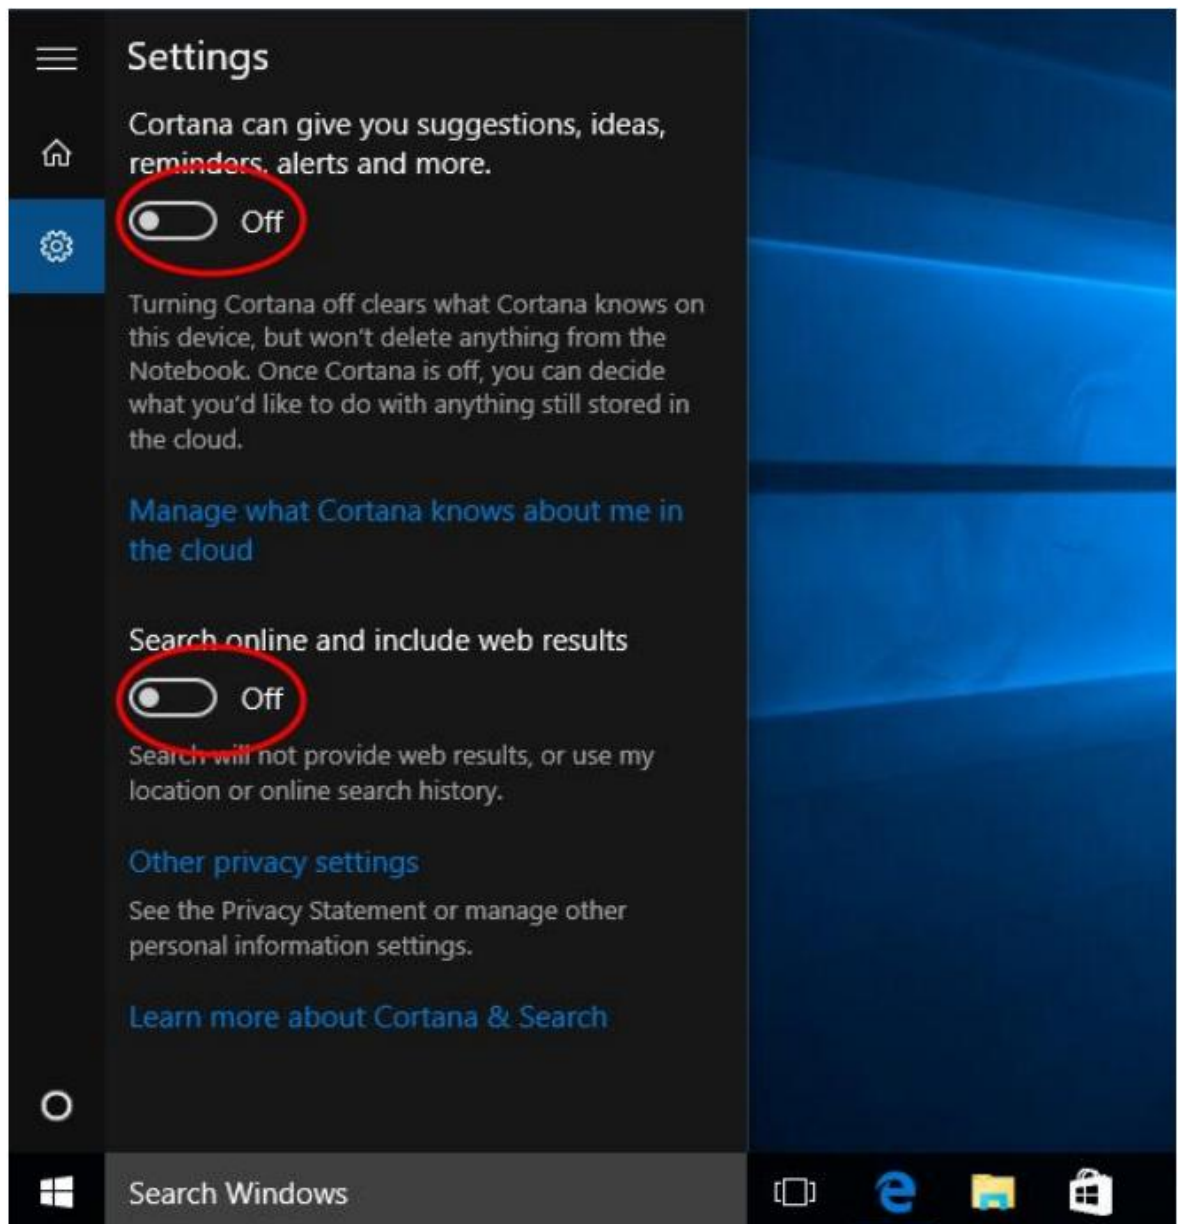 Settings
Cortana can give you suggestions, ideas,
reminders, alerts and more.
Off
Turning Cortana off clears what Cortana knows on
this device, but won't delete anything from the
Notebook. Once Cortana is off, you can decide
what you'd like to do with anything still stored in
the cloud.
Manage what Cortana knows about me in
the cloud
Search online and include web results
Off
Search will not provide web results, or use my
location or online search history.
Other privacy settings
See the Privacy Statement or manage other
personal information settings.
Learn more about Cortana & Search
Search Windows